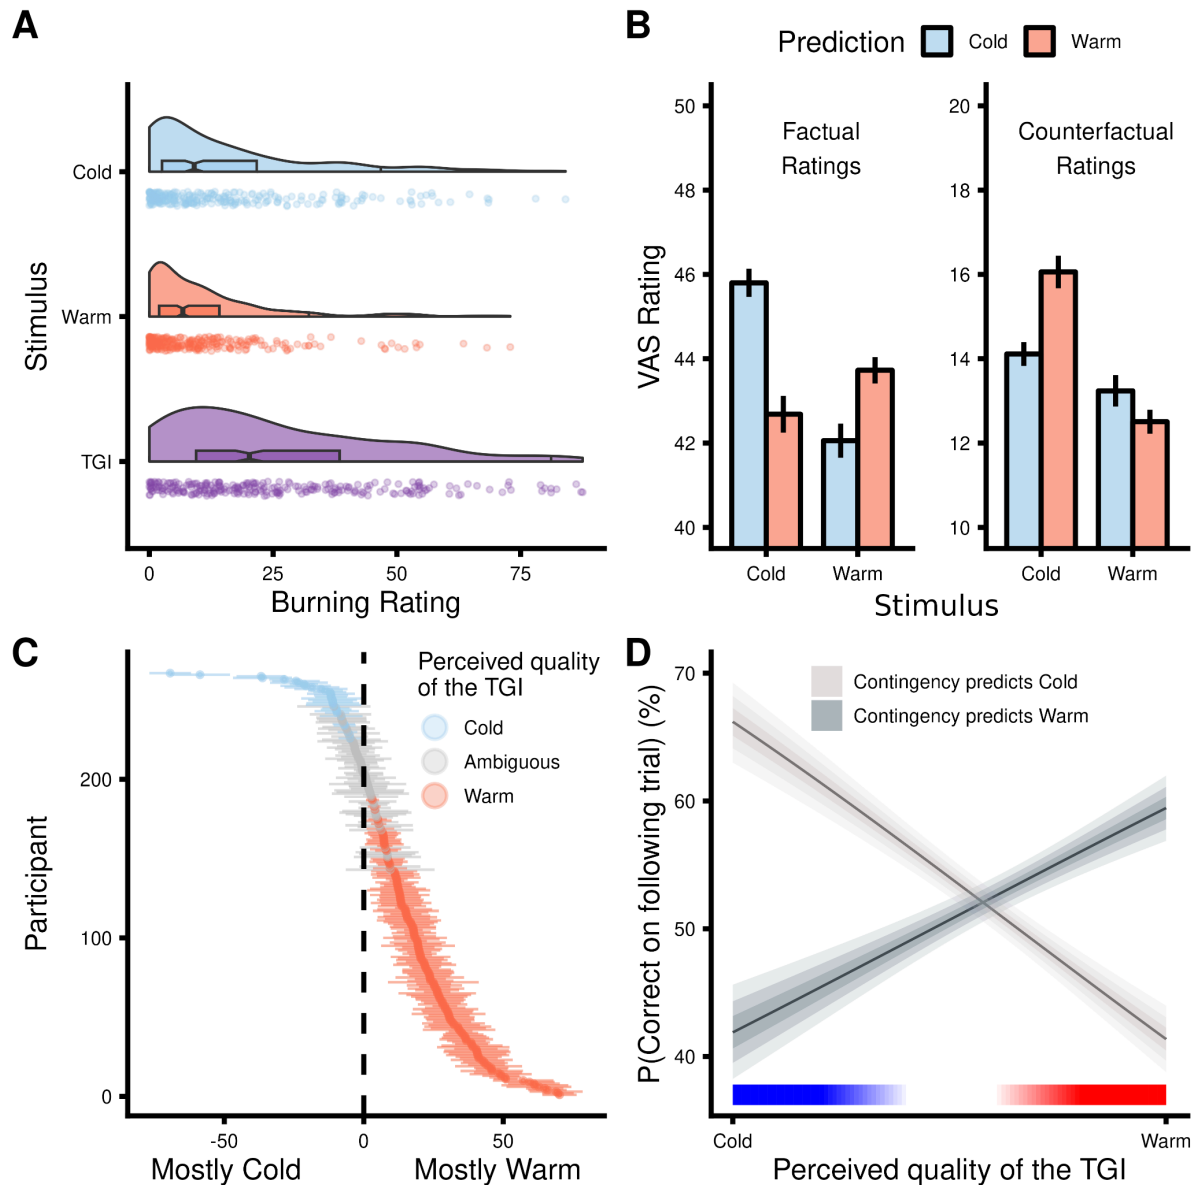 A
Stimulus
Cold
Warm
TGI
0 25 50 75
Burning Rating
B
Prediction Cold Warm
VAS Rating
50
48
46
44
42
40
Factual
Ratings
Cold Warm
20
18
16
14
12
10
Counterfactual
Ratings
Cold Warm
Stimulus
C
Participant
200
100
0
Perceived quality
of the TGI
Cold
Ambiguous
Warm
-50 0 50
Mostly Cold Mostly Warm
D
P(Correct on following trial) (%)
70
60
50
40
Contingency predicts Cold
Contingency predicts Warm
Cold Warm
Perceived quality of the TGI